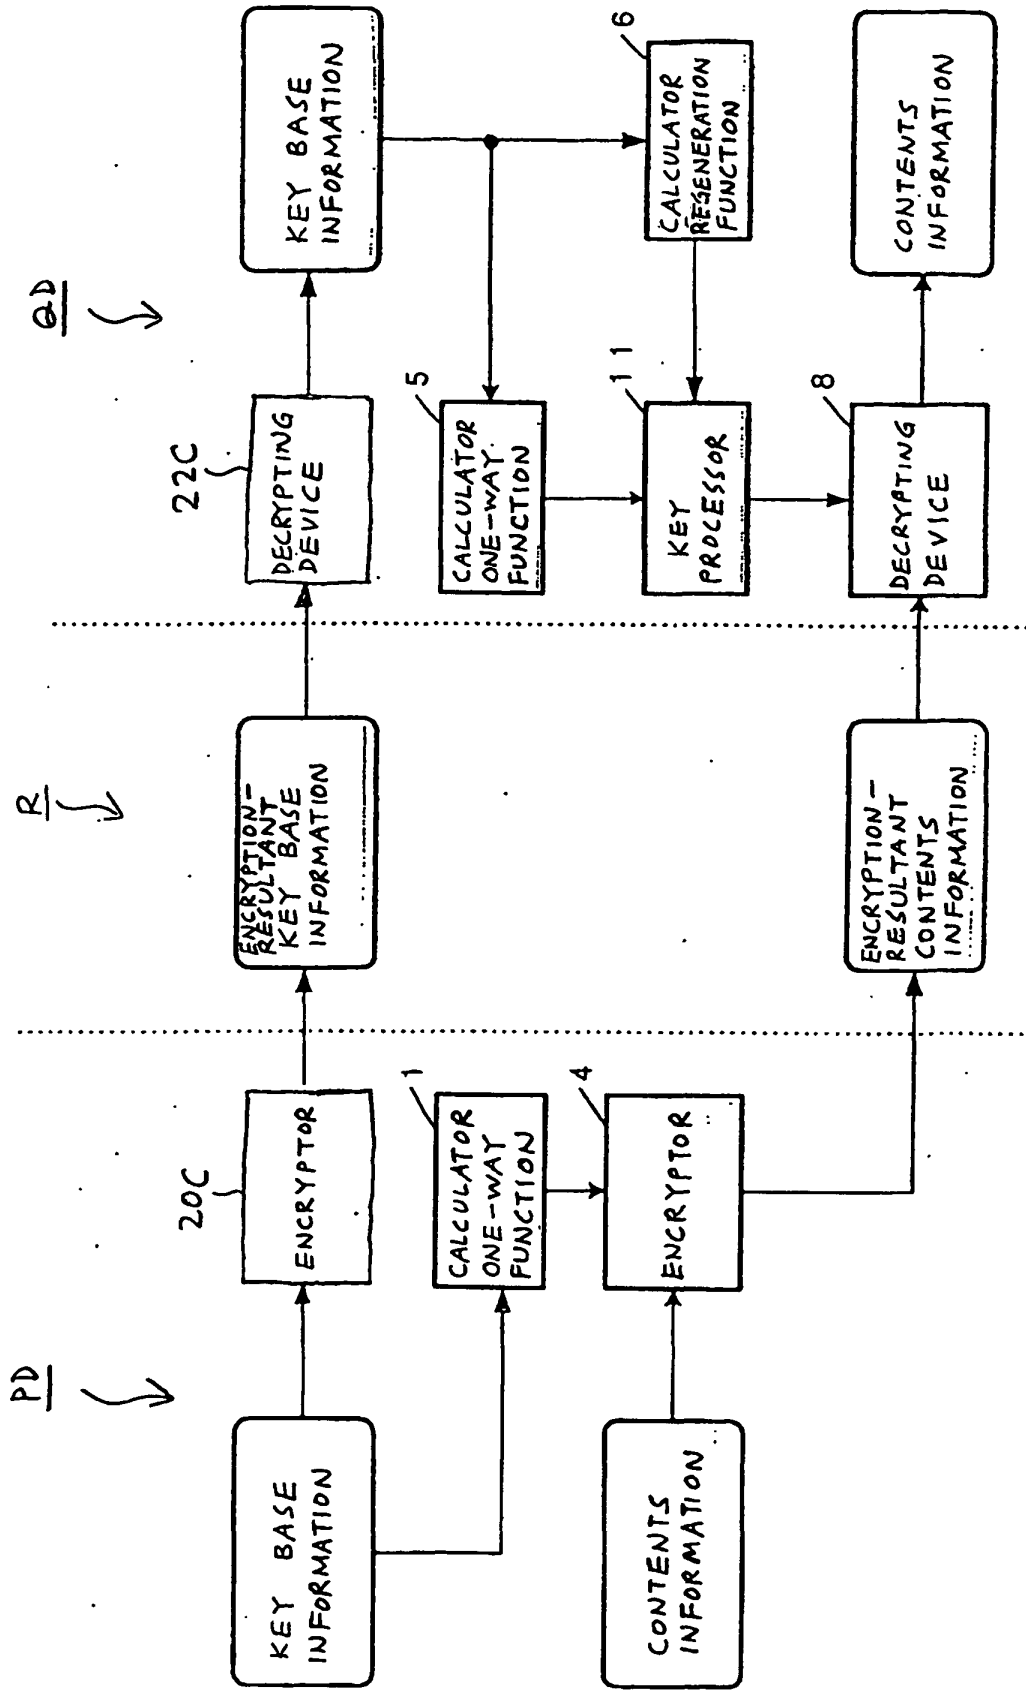 PD
KEY BASE
INFORMATION
20C
ENCRYPTOR
1
CALCULATOR
ONE-WAY
FUNCTION
CONTENTS
INFORMATION
4
ENCRYPTOR
R
ENCRYPTION-
RESULTANT
KEY BASE
INFORMATION
ENCRYPTION-
RESULTANT
CONTENTS
INFORMATION
QD
22C
DECRYPTING
DEVICE
KEY BASE
INFORMATION
5
CALCULATOR
ONE-WAY
FUNCTION
6
CALCULATOR
REGENERATION
FUNCTION
11
KEY
PROCESSOR
8
DECRYPTING
DEVICE
CONTENTS
INFORMATION